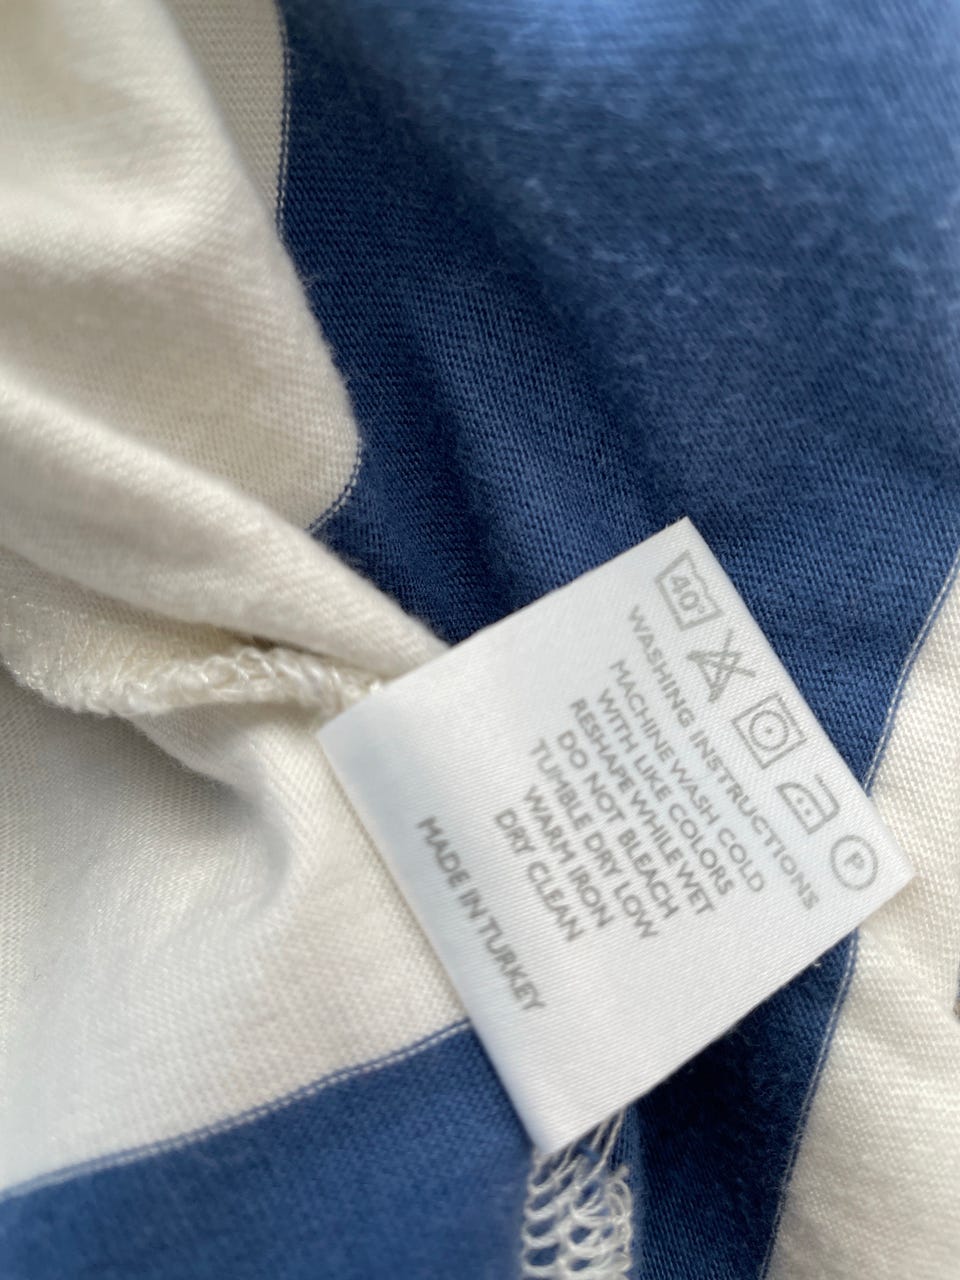 40°
P
WASHING INSTRUCTIONS
MACHINE WASH COLD
WITH LIKE COLORS
RESHAPE WHILE WET
DO NOT BLEACH
TUMBLE DRY LOW
WARM IRON
DRY CLEAN
MADE IN TURKEY